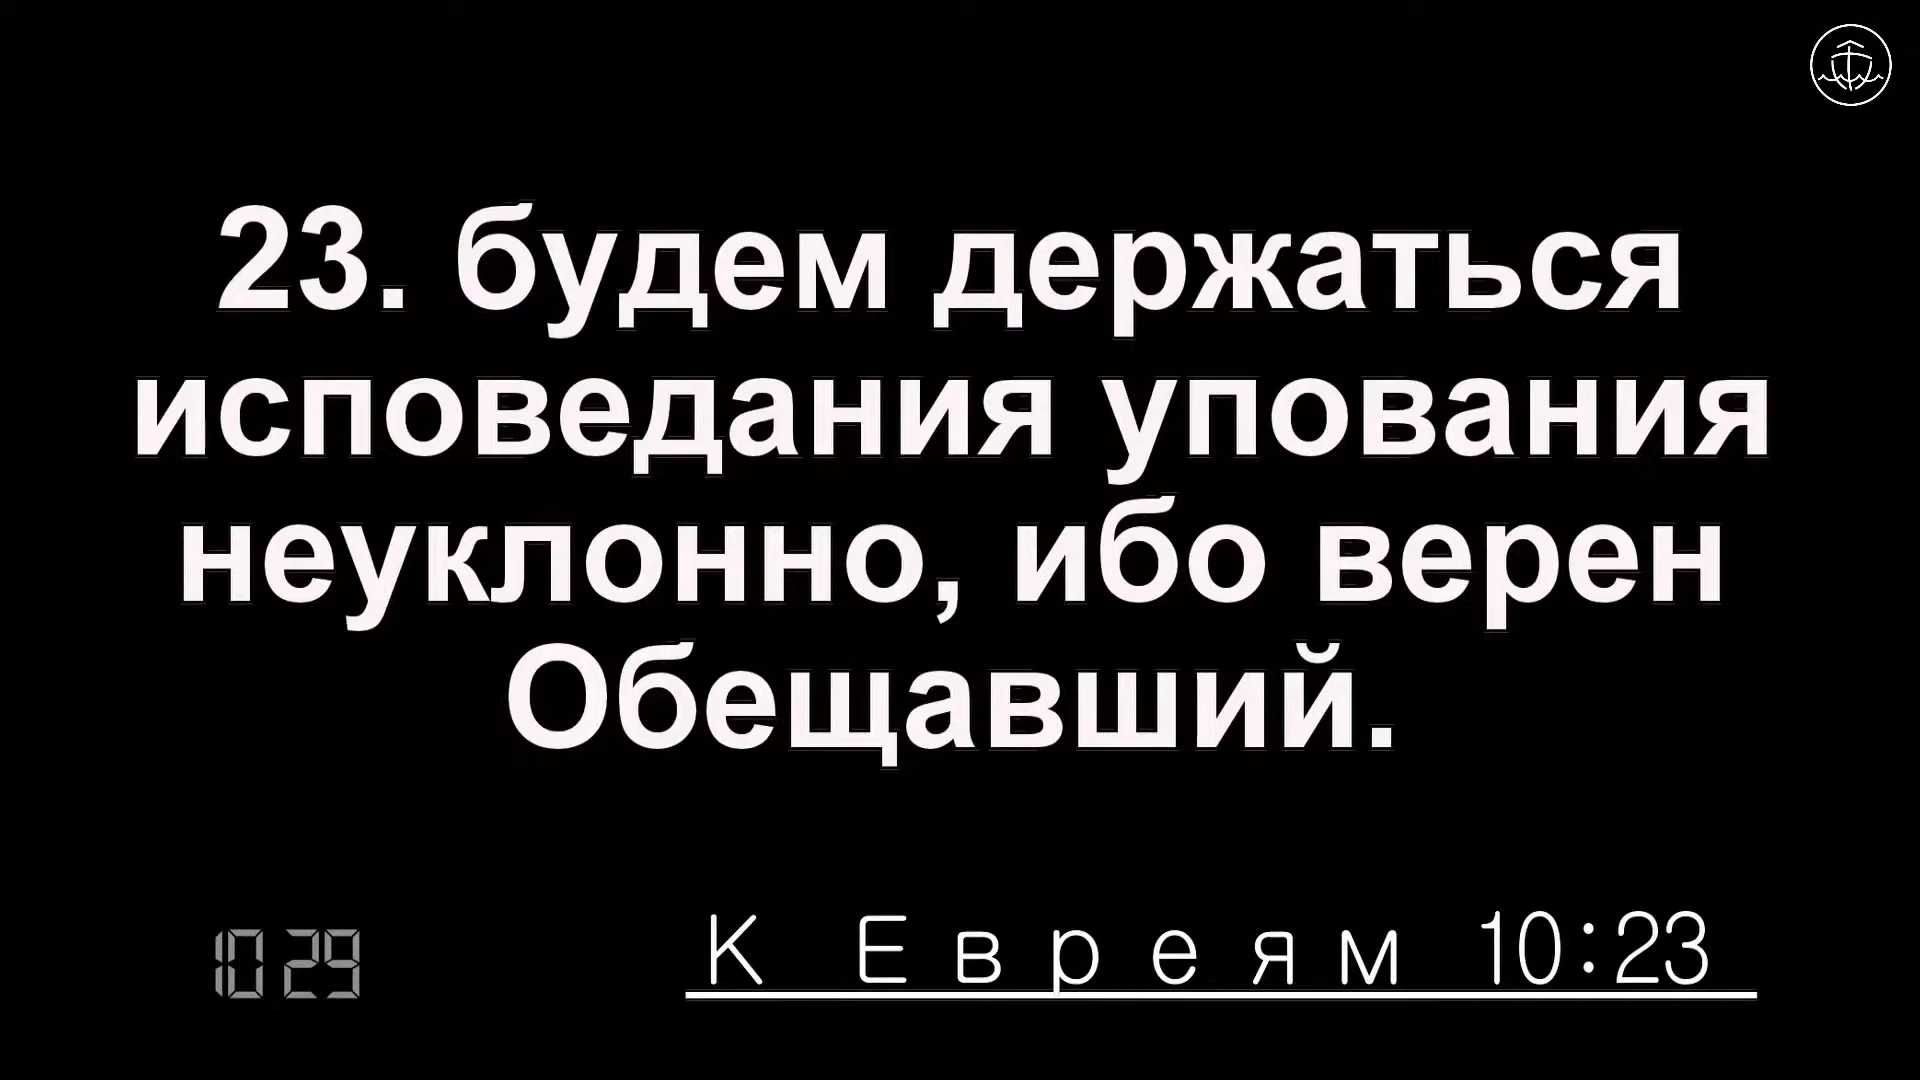 23. будем держаться
исповедания упования
неуклонно, ибо верен
Обещавший.
10 29
К Евреям 10:23